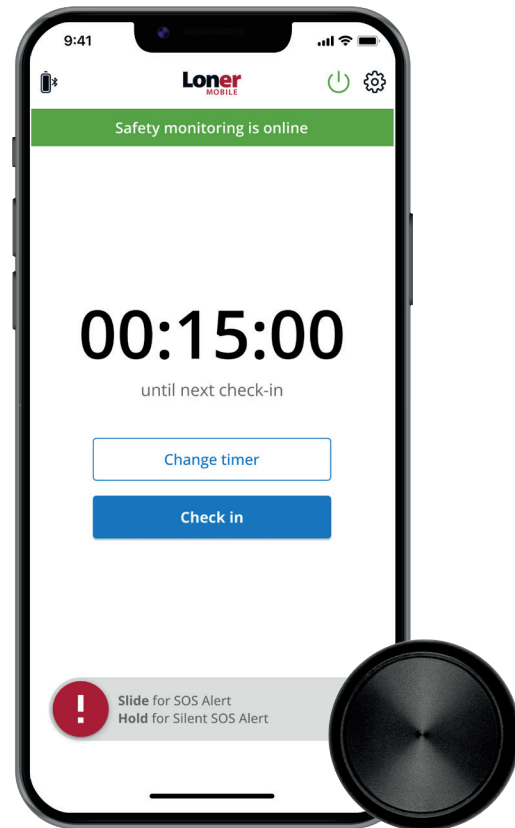 9:41
Loner
MOBILE
Safety monitoring is online
00:15:00
until next check-in
Change timer
Check in
!
Slide for SOS Alert
Hold for Silent SOS Alert